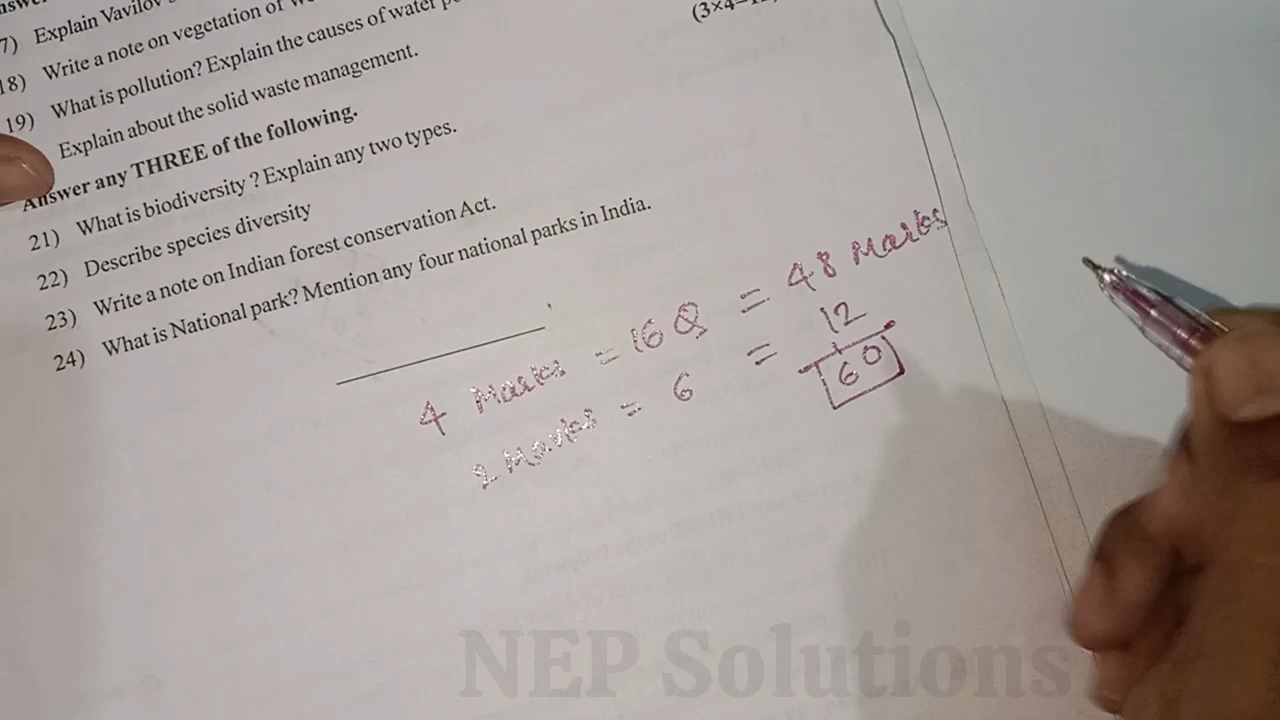 7) Explain Vavilov
(3×4
18) Write a note on vegetation of
19) What is pollution? Explain the causes of water
Explain about the solid waste management.
Answer any THREE of the following.
21) What is biodiversity ? Explain any two types.
22) Describe species diversity
23) Write a note on Indian forest conservation Act.
24) What is National park? Mention any four national parks in India.
4 Marks = 16 Q = 48 Marks
2 Marks = 6 = 12
60
NEP Solutions